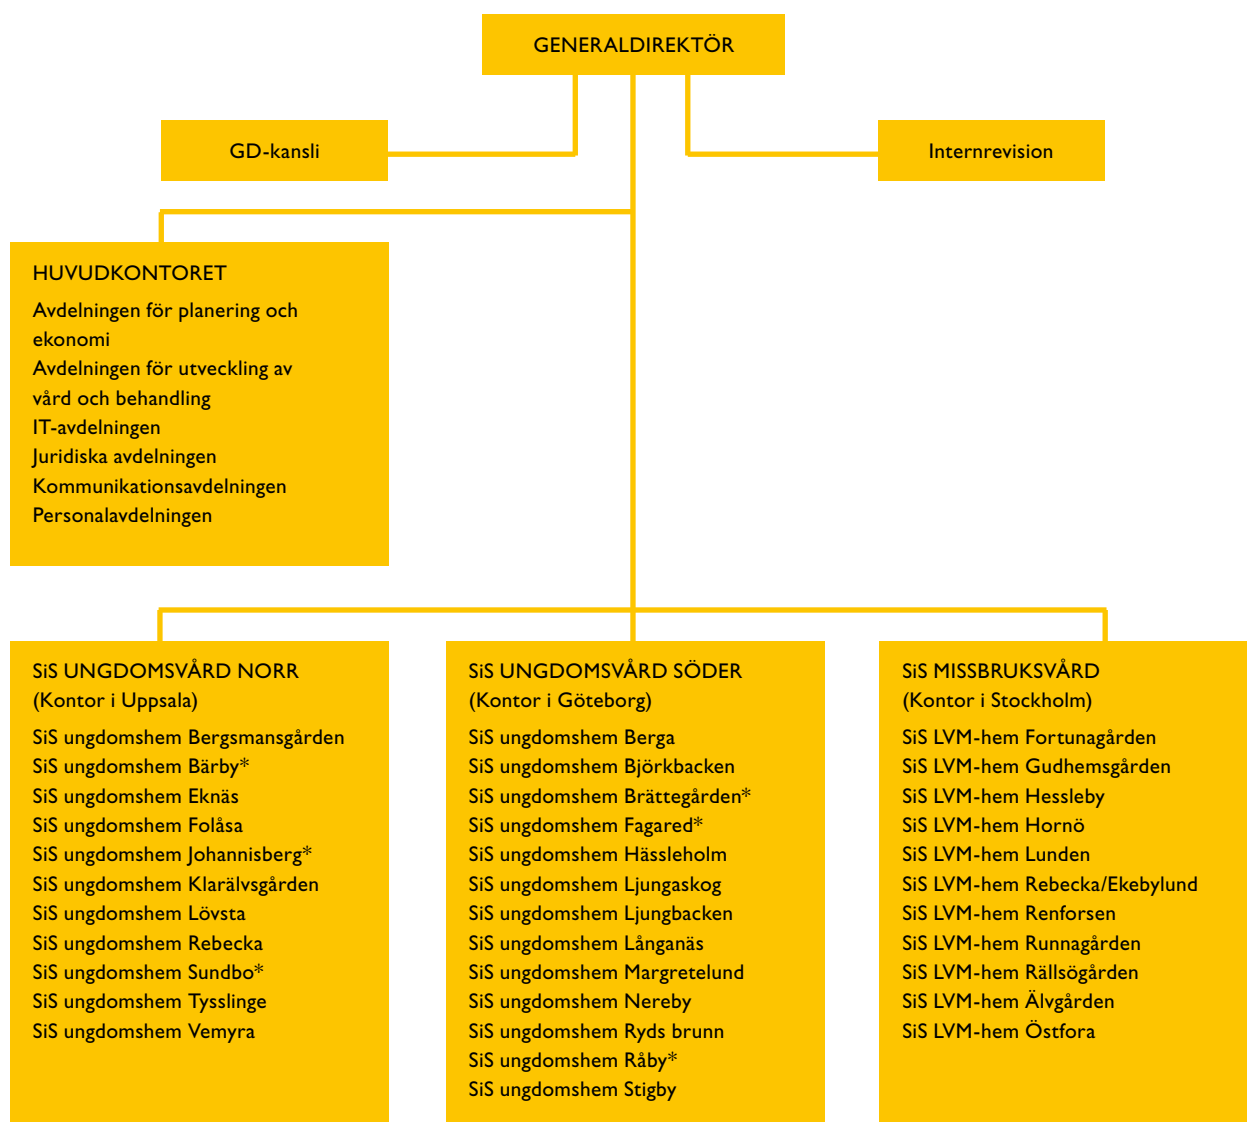 GENERALDIREKTÖR
GD-kansli
Internrevision
HUVUDKONTORET
Avdelningen för planering och
ekonomi
Avdelningen för utveckling av
vård och behandling
IT-avdelningen
Juridiska avdelningen
Kommunikationsavdelningen
Personalavdelningen
SiS UNGDOMSVÅRD NORR
(Kontor i Uppsala)
SiS ungdomshem Bergsmansgården
SiS ungdomshem Bärby*
SiS ungdomshem Eknäs
SiS ungdomshem Folåsa
SiS ungdomshem Johannisberg*
SiS ungdomshem Klarälvsgården
SiS ungdomshem Lövsta
SiS ungdomshem Rebecka
SiS ungdomshem Sundbo*
SiS ungdomshem Tysslinge
SiS ungdomshem Vemyra
SiS UNGDOMSVÅRD SÖDER
(Kontor i Göteborg)
SiS ungdomshem Berga
SiS ungdomshem Björkbacken
SiS ungdomshem Brättegården*
SiS ungdomshem Fagared*
SiS ungdomshem Hässleholm
SiS ungdomshem Ljungaskog
SiS ungdomshem Ljungbacken
SiS ungdomshem Långanäs
SiS ungdomshem Margretelund
SiS ungdomshem Nereby
SiS ungdomshem Ryds brunn
SiS ungdomshem Råby*
SiS ungdomshem Stigby
SiS MISSBRUKSVÅRD
(Kontor i Stockholm)
SiS LVM-hem Fortunagården
SiS LVM-hem Gudhemsgården
SiS LVM-hem Hessleby
SiS LVM-hem Hornö
SiS LVM-hem Lunden
SiS LVM-hem Rebecka/Ekebylund
SiS LVM-hem Renforsen
SiS LVM-hem Runnagården
SiS LVM-hem Rällsögården
SiS LVM-hem Älvgården
SiS LVM-hem Östfora